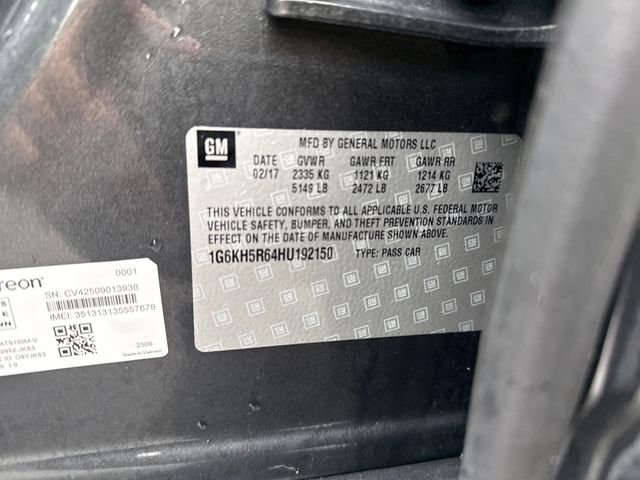 GM
MFD BY GENERAL MOTORS LLC
DATE GVWR GAWR FRT GAWR RR
02/17 2335 KG 1121 KG 1214 KG
5149 LB 2472 LB 2677 LB
THIS VEHICLE CONFORMS TO ALL APPLICABLE U.S. FEDERAL MOTOR
VEHICLE SAFETY, BUMPER, AND THEFT PREVENTION STANDARDS IN
EFFECT ON THE DATE OF MANUFACTURE SHOWN ABOVE.
1G6KH5R64HU192150 TYPE: PASS CAR
reon
0001
SN: CV42509013938
IMEI: 351313135557678
2509
Made in Vietnam